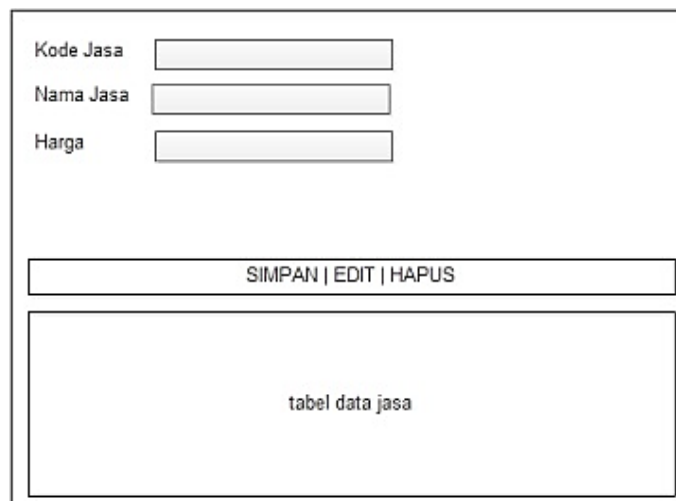 Kode Jasa
Nama Jasa
Harga
SIMPAN | EDIT | HAPUS
tabel data jasa